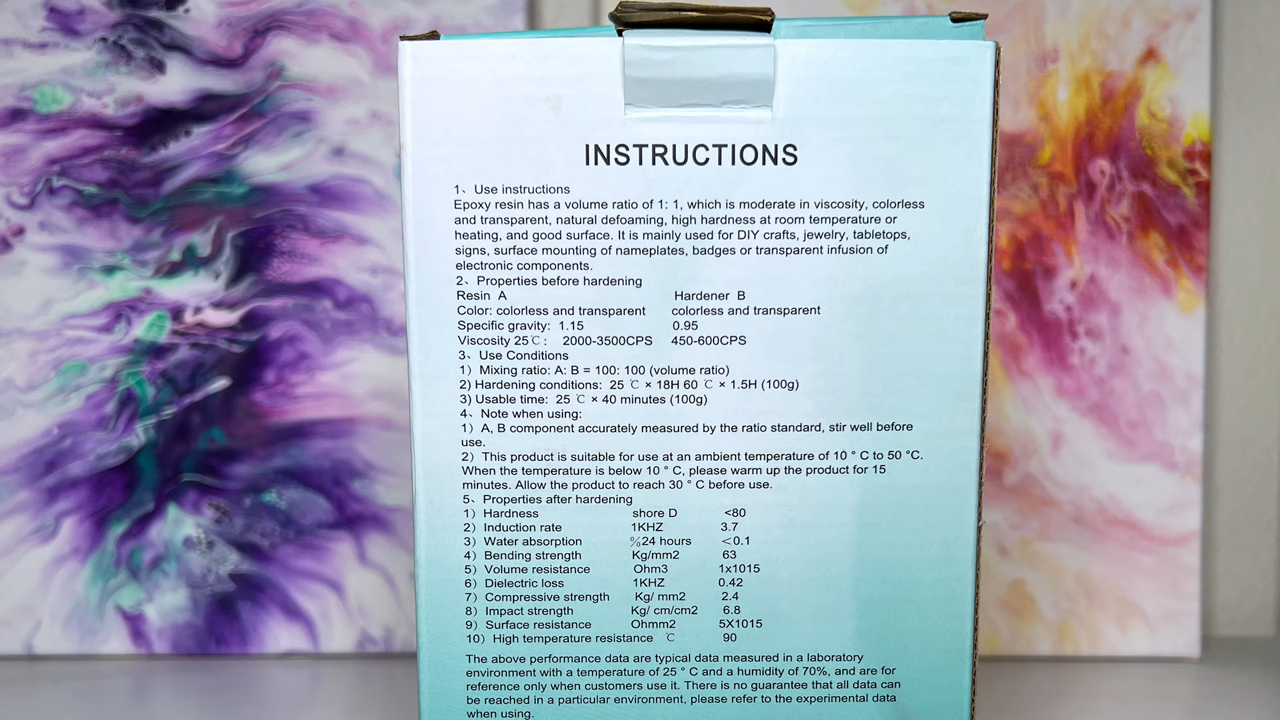 INSTRUCTIONS
1、Use instructions
Epoxy resin has a volume ratio of 1: 1, which is moderate in viscosity, colorless
and transparent, natural defoaming, high hardness at room temperature or
heating, and good surface. It is mainly used for DIY crafts, jewelry, tabletops,
signs, surface mounting of nameplates, badges or transparent infusion of
electronic components.
2、Properties before hardening
Resin A Hardener B
Color: colorless and transparent colorless and transparent
Specific gravity: 1.15 0.95
Viscosity 25℃: 2000-3500CPS 450-600CPS
3、Use Conditions
1) Mixing ratio: A: B = 100: 100 (volume ratio)
2) Hardening conditions: 25 ℃ × 18H 60 ℃ × 1.5H (100g)
3) Usable time: 25 ℃ × 40 minutes (100g)
4、Note when using:
1) A, B component accurately measured by the ratio standard, stir well before
use.
2) This product is suitable for use at an ambient temperature of 10 ° C to 50 °C.
When the temperature is below 10 ° C, please warm up the product for 15
minutes. Allow the product to reach 30 ° C before use.
5、Properties after hardening
1) Hardness shore D <80
2) Induction rate 1KHZ 3.7
3) Water absorption %24 hours <0.1
4) Bending strength Kg/mm2 63
5) Volume resistance Ohm3 1x1015
6) Dielectric loss 1KHZ 0.42
7) Compressive strength Kg/ mm2 2.4
8) Impact strength Kg/ cm/cm2 6.8
9) Surface resistance Ohmm2 5X1015
10) High temperature resistance ℃ 90
The above performance data are typical data measured in a laboratory
environment with a temperature of 25 ° C and a humidity of 70%, and are for
reference only when customers use it. There is no guarantee that all data can
be reached in a particular environment, please refer to the experimental data
when using.